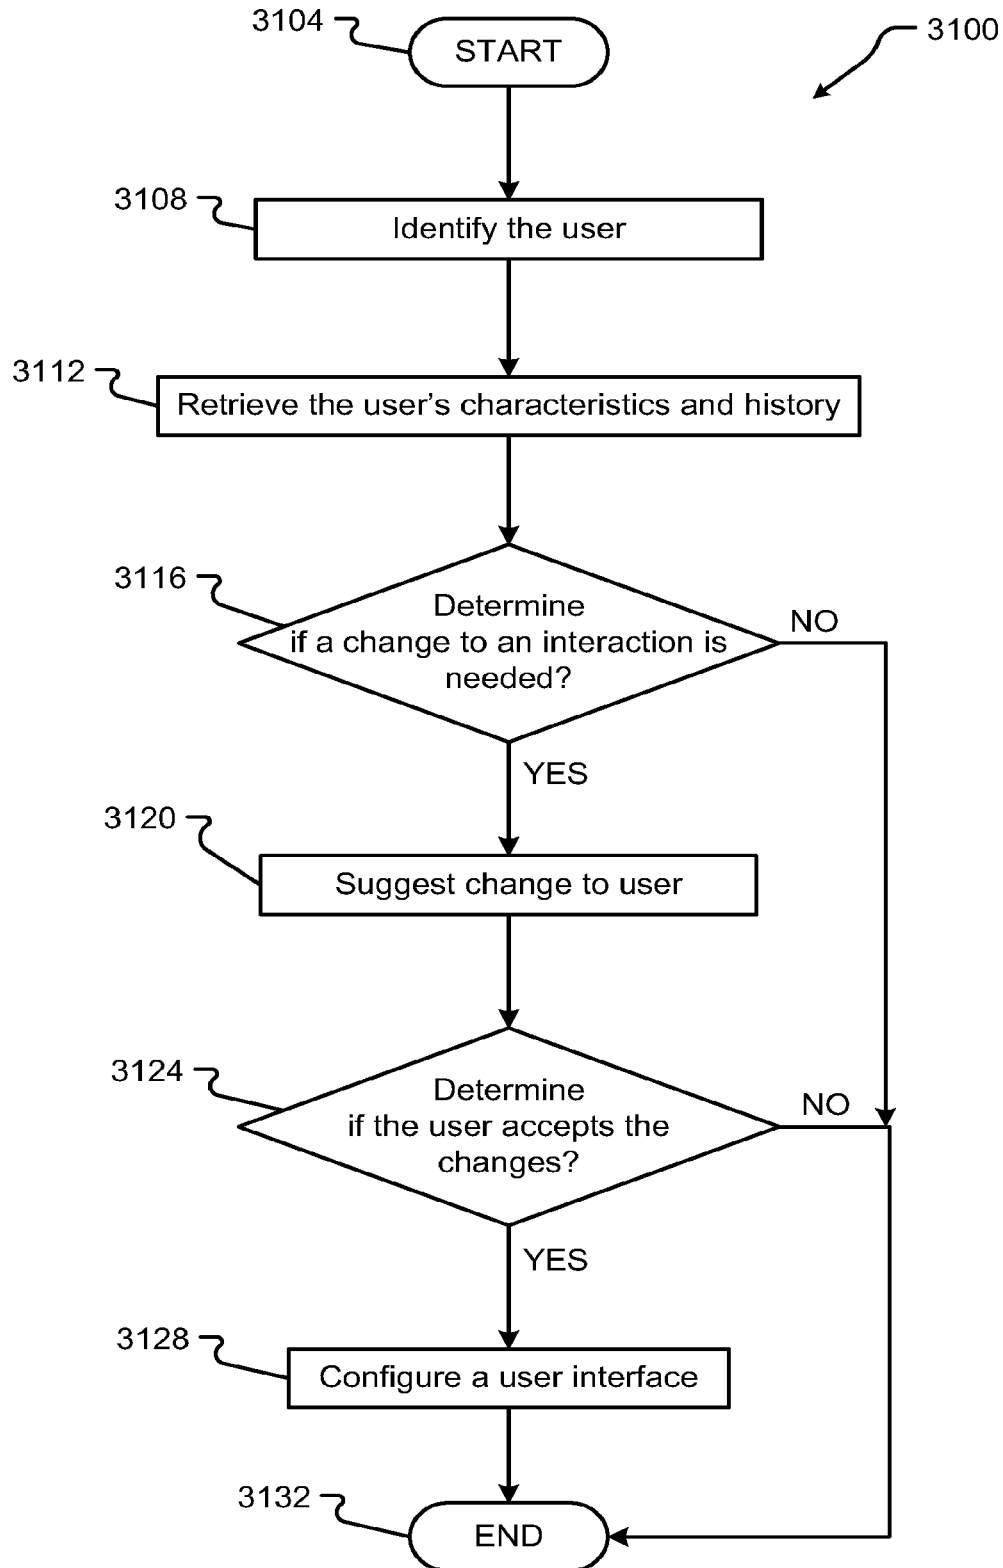 3104
START
3100
3108
Identify the user
3112
Retrieve the user's characteristics and history
3116
Determine
if a change to an interaction is
needed?
NO
YES
3120
Suggest change to user
3124
Determine
if the user accepts the
changes?
NO
YES
3128
Configure a user interface
3132
END